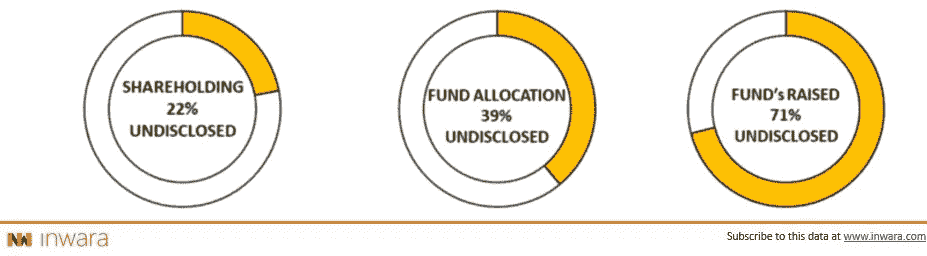 SHAREHOLDING
22%
UNDISCLOSED
FUND ALLOCATION
39%
UNDISCLOSED
FUND's RAISED
71%
UNDISCLOSED
inwara
Subscribe to this data at www.inwara.com